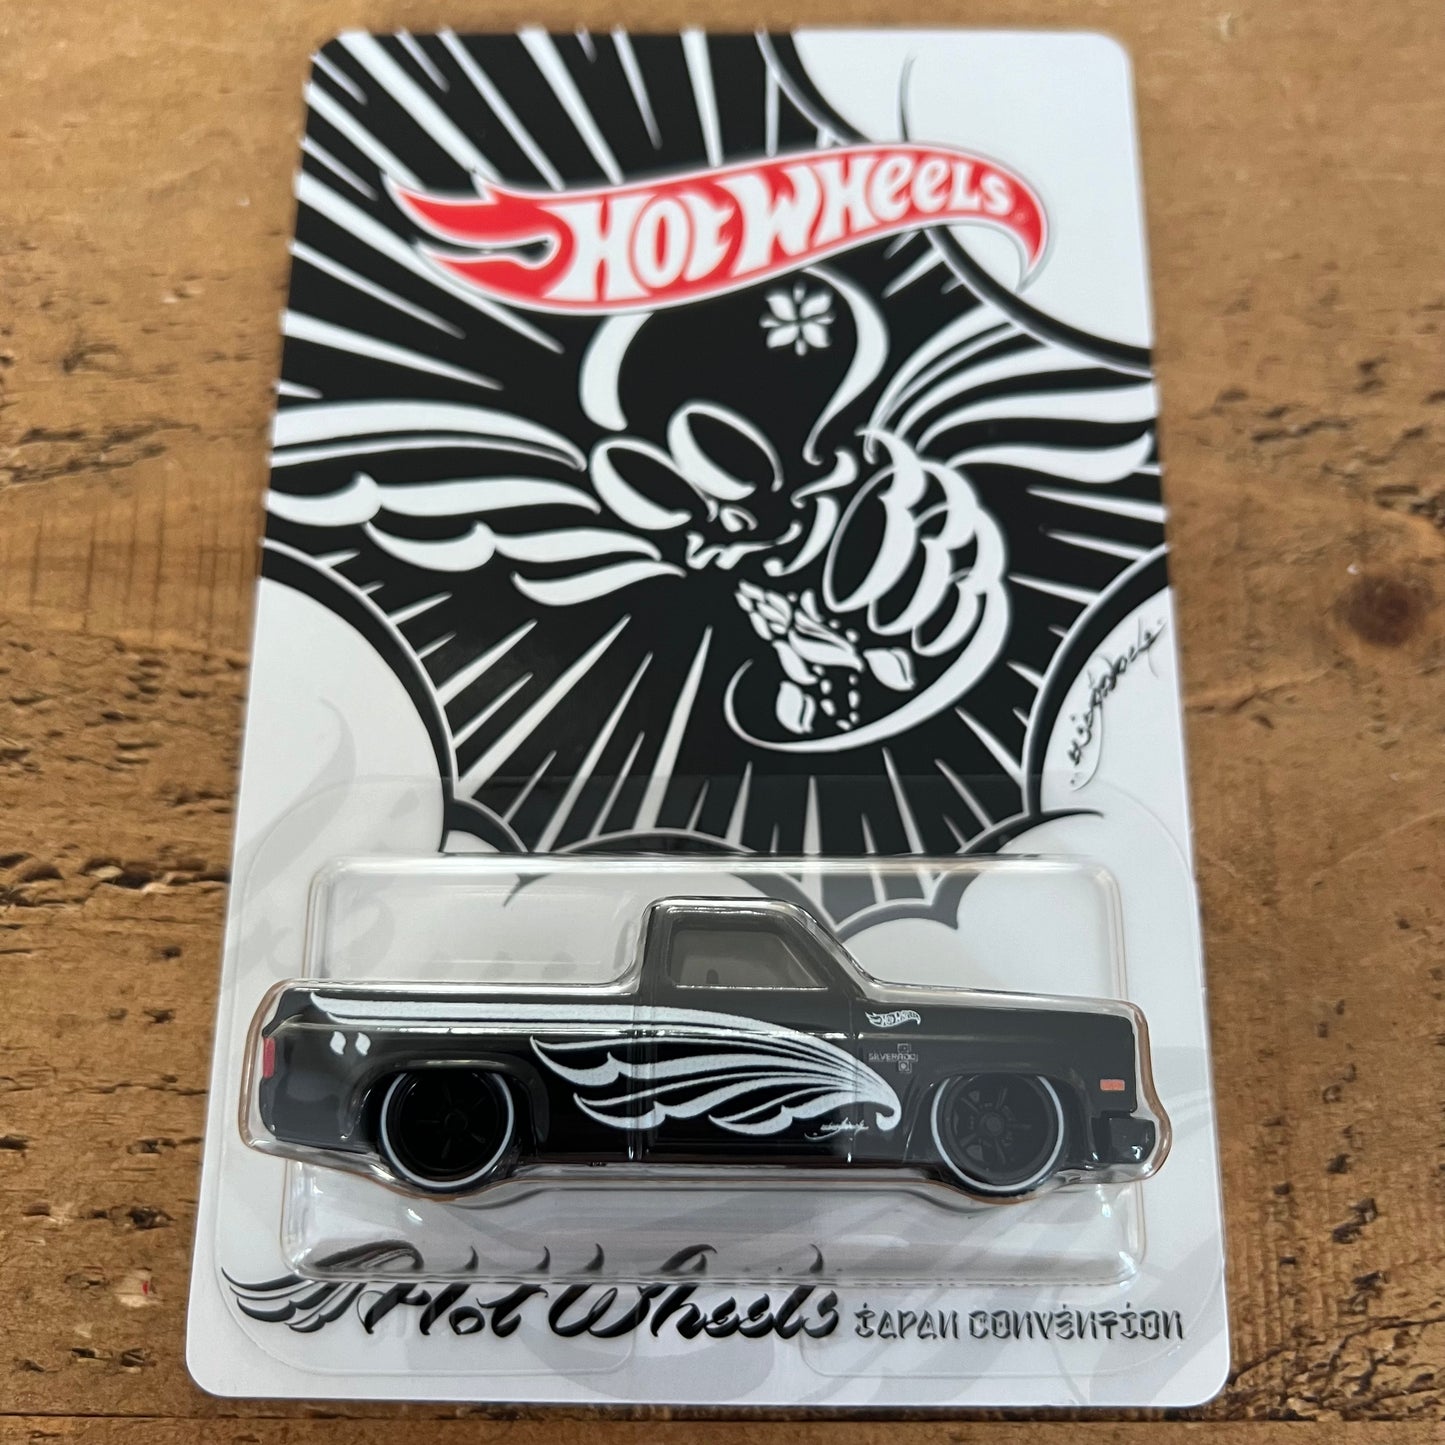 HOT WHEELS
HOT WHEELS
SILVERADO
Hot Wheels JAPAN CONVENTION